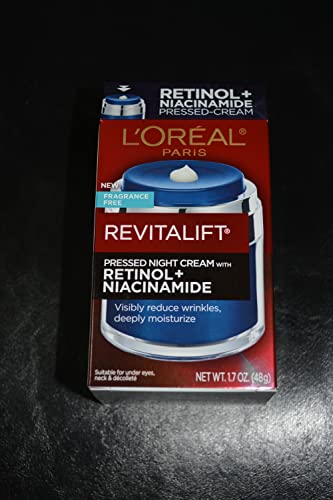 RETINOL+
NIACINAMIDE
PRESSED-CREAM
L'ORÉAL
PARIS
NEW
FRAGRANCE
FREE
REVITALIFT®
PRESSED NIGHT CREAM WITH
RETINOL+
NIACINAMIDE
Visibly reduce wrinkles,
deeply moisturize
Suitable for under eyes,
neck & décolleté
NET WT. 1.7 OZ. (48g)